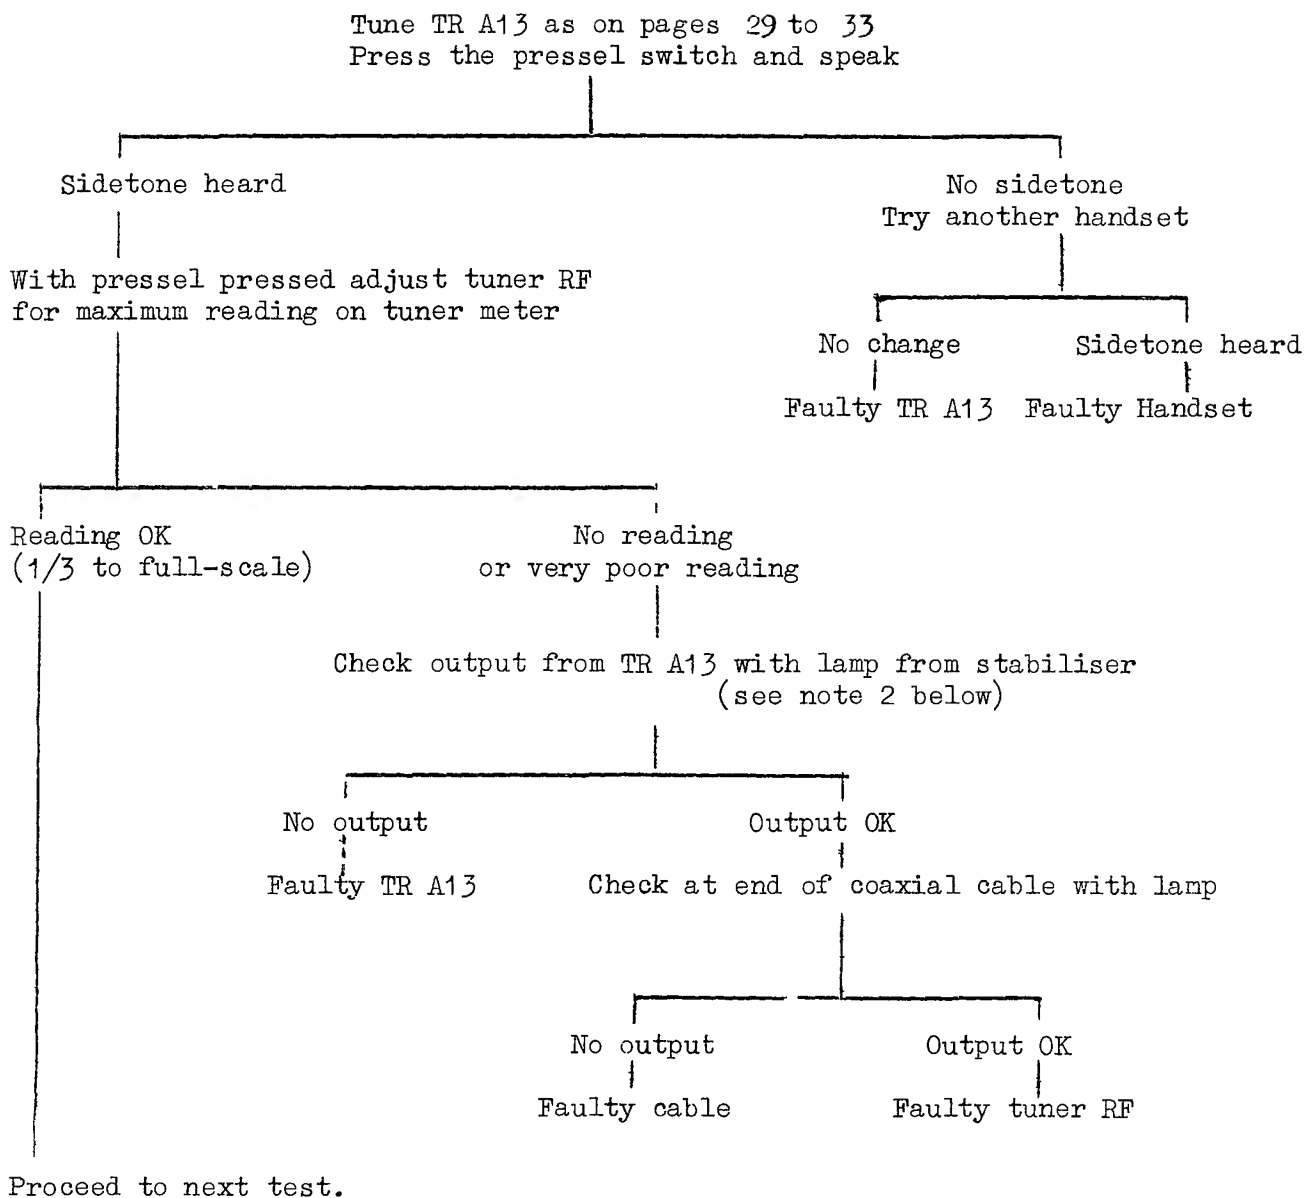 Tune TR A13 as on pages 29 to 33
Press the pressel switch and speak
Sidetone heard
No sidetone
Try another handset
With pressel pressed adjust tuner RF
for maximum reading on tuner meter
No change
Sidetone heard
Faulty TR A13
Faulty Handset
Reading OK
(1/3 to full-scale)
No reading
or very poor reading
Check output from TR A13 with lamp from stabiliser
(see note 2 below)
No output
Output OK
Faulty TR A13
Check at end of coaxial cable with lamp
No output
Output OK
Faulty cable
Faulty tuner RF
Proceed to next test.